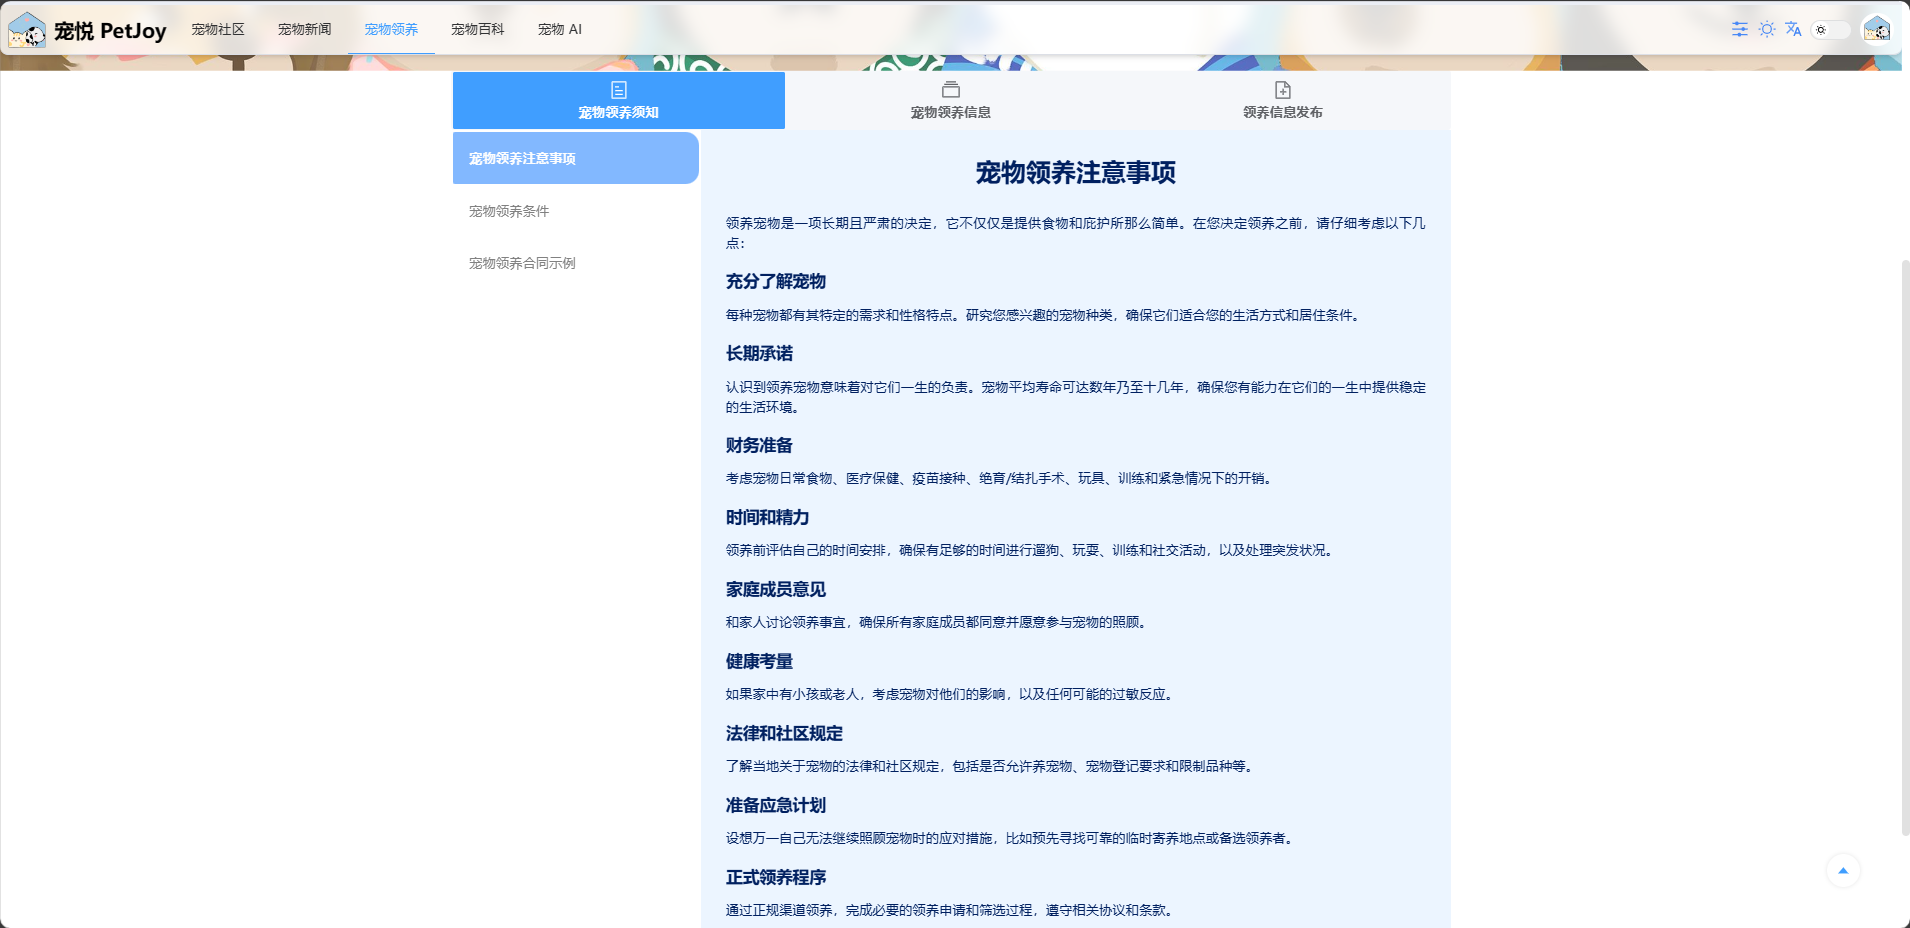 宠悦 PetJoy
宠物社区
宠物新闻
宠物领养
宠物百科
宠物 AI
宠物领养须知
宠物领养信息
领养信息发布
宠物领养注意事项
宠物领养条件
宠物领养合同示例
宠物领养注意事项
领养宠物是一项长期且严肃的决定，它不仅仅是提供食物和庇护所那么简单。在您决定领养之前，请仔细考虑以下几
点：
充分了解宠物
每种宠物都有其特定的需求和性格特点。研究您感兴趣的宠物种类，确保它们适合您的生活方式和居住条件。
长期承诺
认识到领养宠物意味着对它们一生的负责。宠物平均寿命可达数年乃至十几年，确保您有能力在它们的一生中提供稳定
的生活环境。
财务准备
考虑宠物日常食物、医疗保健、疫苗接种、绝育/结扎手术、玩具、训练和紧急情况下的开销。
时间和精力
领养前评估自己的时间安排，确保有足够的时间进行遛狗、玩耍、训练和社交活动，以及处理突发状况。
家庭成员意见
和家人讨论领养事宜，确保所有家庭成员都同意并愿意参与宠物的照顾。
健康考量
如果家中有小孩或老人，考虑宠物对他们的影响，以及任何可能的过敏反应。
法律和社区规定
了解当地关于宠物的法律和社区规定，包括是否允许养宠物、宠物登记要求和限制品种等。
准备应急计划
设想万一自己无法继续照顾宠物时的应对措施，比如预先寻找可靠的临时寄养地点或备选领养者。
正式领养程序
通过正规渠道领养，完成必要的领养申请和筛选过程，遵守相关协议和条款。